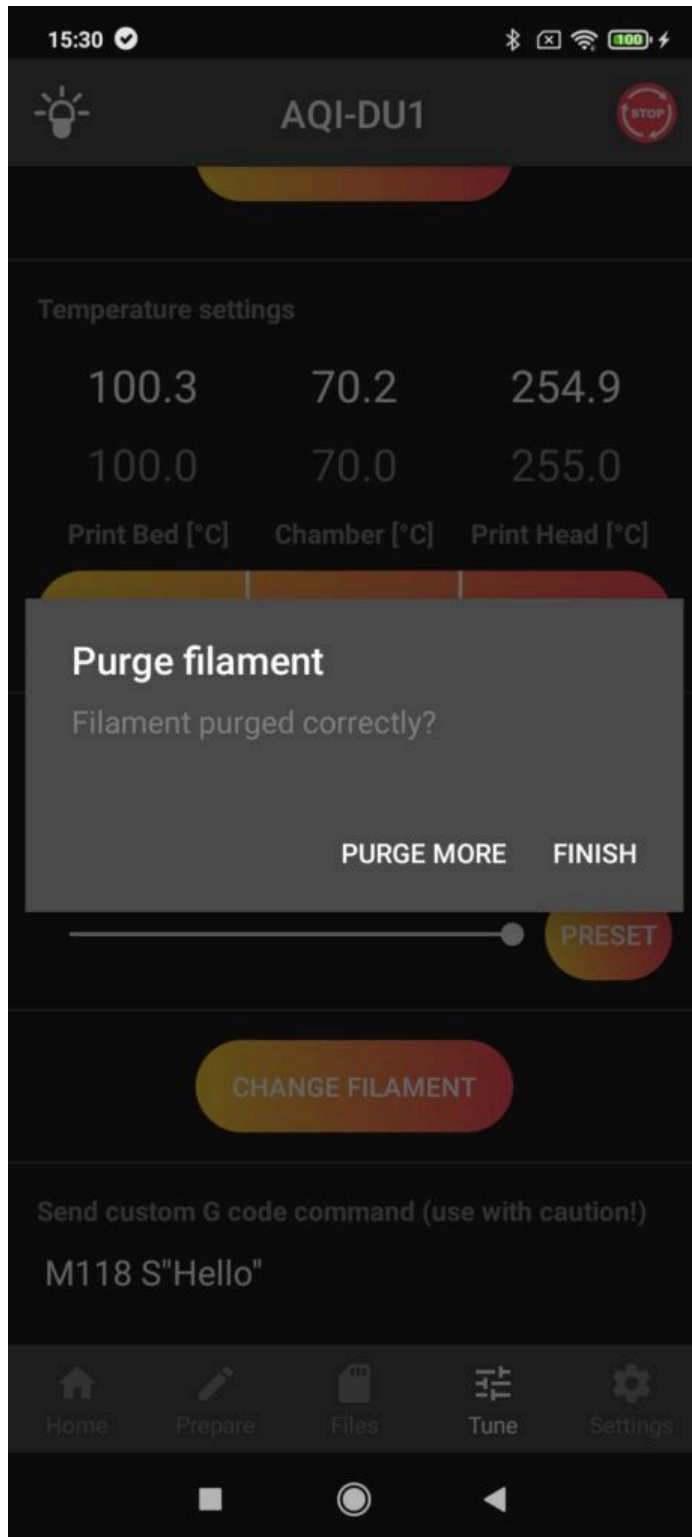 15:30
100
AQI-DU1
STOP
Temperature settings
100.3 70.2 254.9
100.0 70.0 255.0
Print Bed [°C] Chamber [°C] Print Head [°C]
Purge filament
Filament purged correctly?
PURGE MORE FINISH
PRESET
CHANGE FILAMENT
Send custom G code command (use with caution!)
M118 S"Hello"
Home Prepare Files Tune Settings